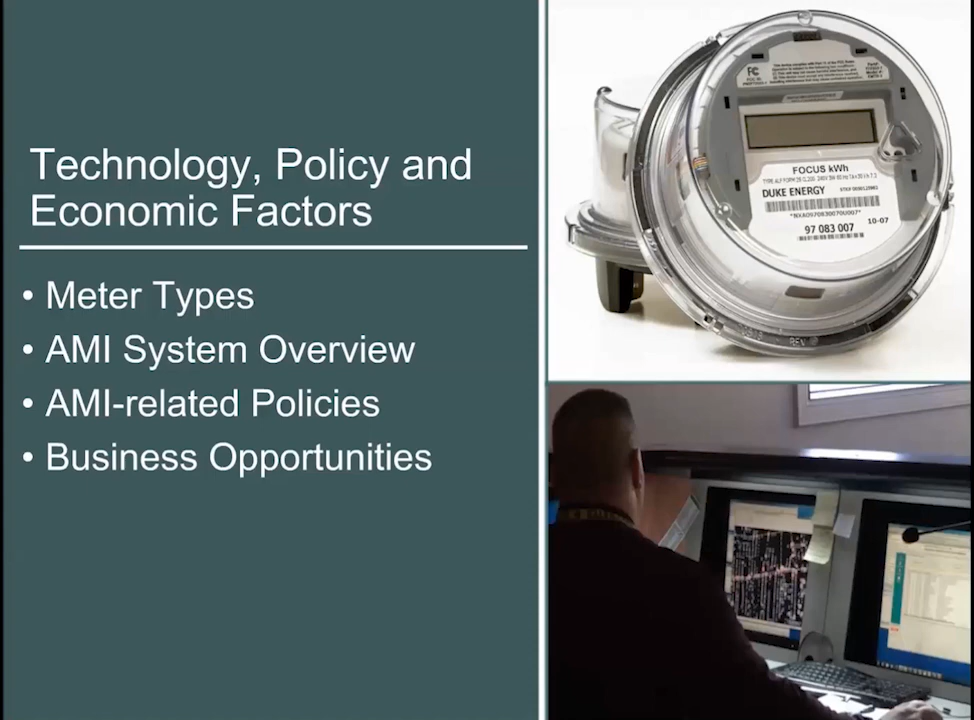 Technology, Policy and
Economic Factors
• Meter Types
• AMI System Overview
• AMI-related Policies
• Business Opportunities
FC
FOCUS kWh
DUKE ENERGY
10-07
97 083 007